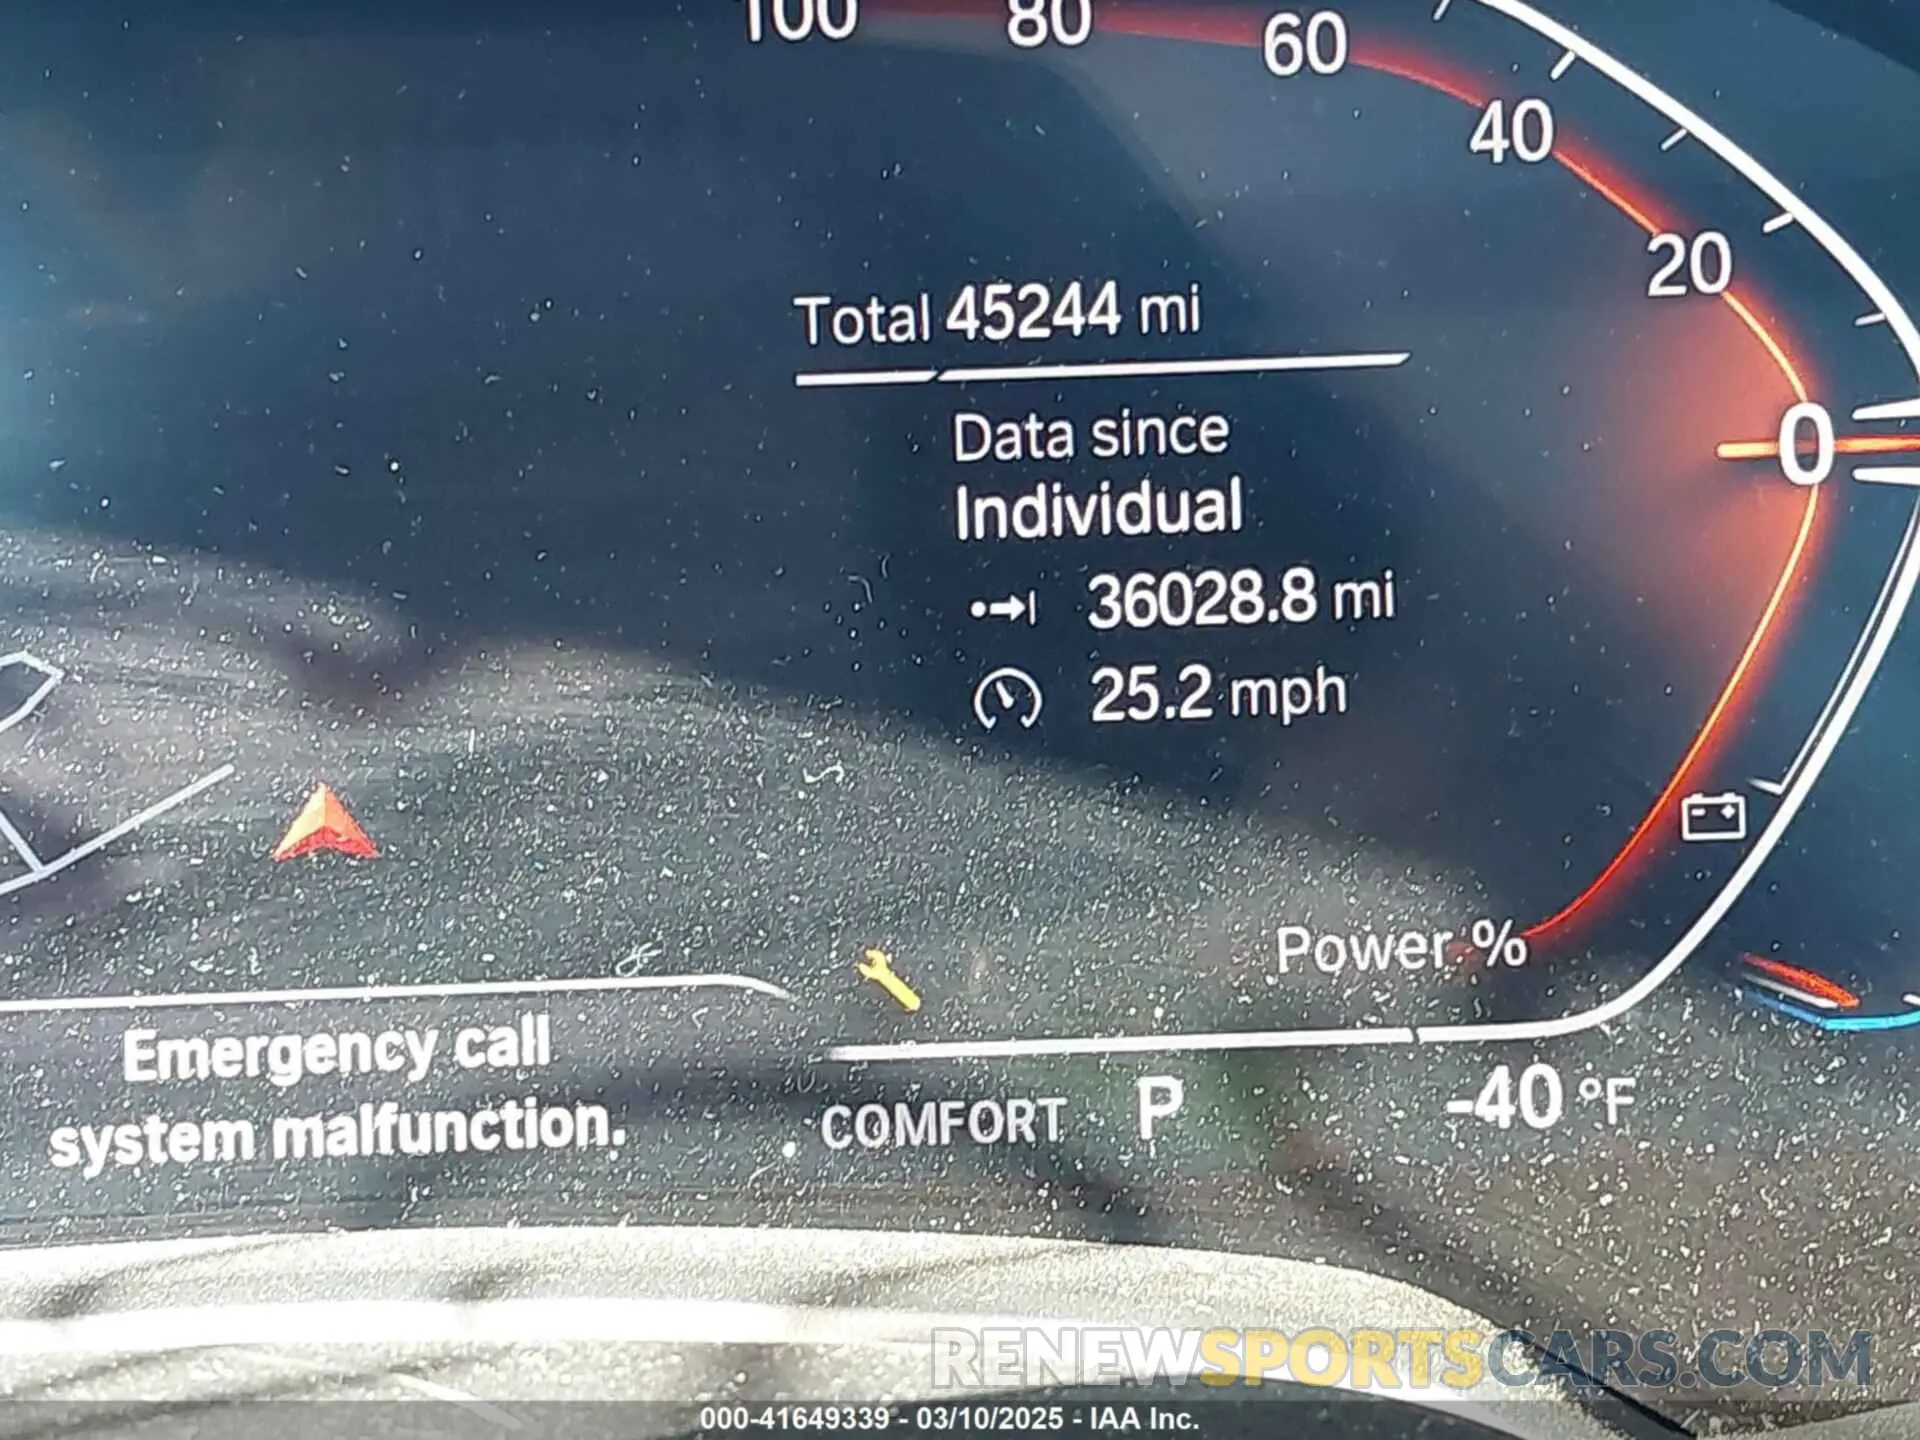 100
80
60
40
20
0
Total 45244 mi
Data since
Individual
36028.8 mi
25.2 mph
Power %
Emergency call
system malfunction.
COMFORT P -40 °F
RENEWSPORTSCARS.COM
000-41649339 - 03/10/2025 - IAA Inc.